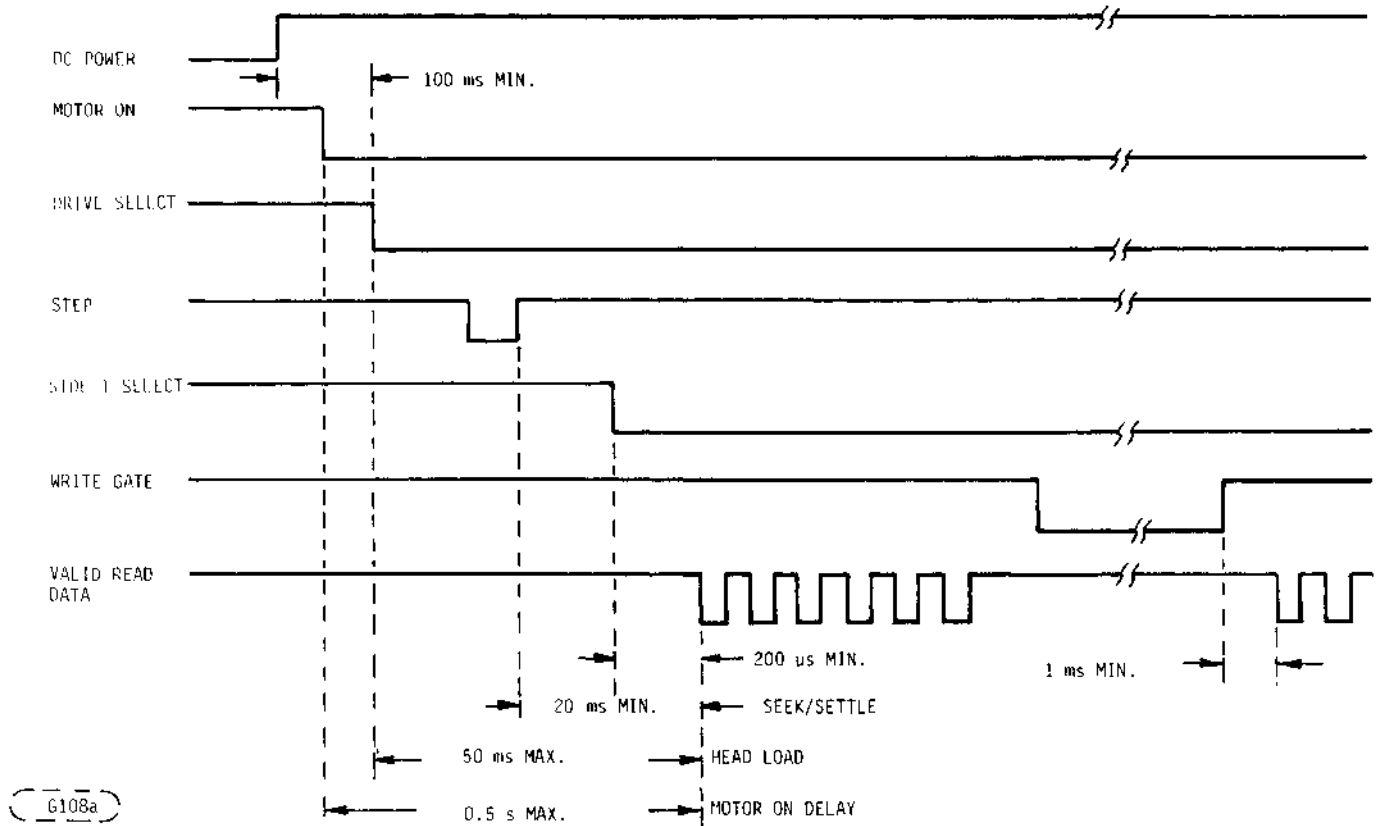 DC POWER
100 ms MIN.
MOTOR ON
DRIVE SELECT
STEP
SIDE 1 SELECT
WRITE GATE
VALID READ
DATA
200 us MIN.
1 ms MIN.
20 ms MIN. SEEK/SETTLE
50 ms MAX. HEAD LOAD
G108a 0.5 s MAX. MOTOR ON DELAY